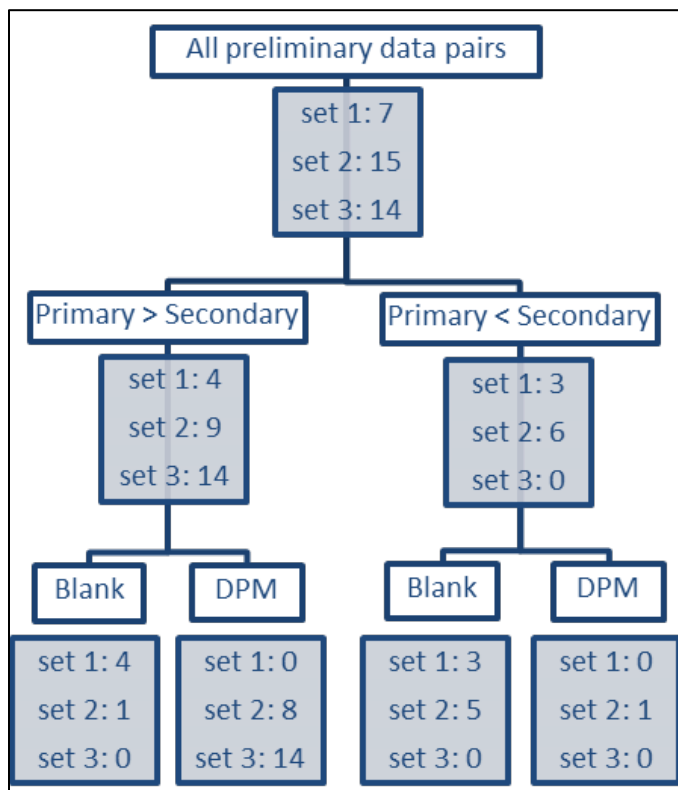 All preliminary data pairs
set 1: 7
set 2: 15
set 3: 14
Primary > Secondary
set 1: 4
set 2: 9
set 3: 14
Primary < Secondary
set 1: 3
set 2: 6
set 3: 0
Blank
set 1: 4
set 2: 1
set 3: 0
DPM
set 1: 0
set 2: 8
set 3: 14
Blank
set 1: 3
set 2: 5
set 3: 0
DPM
set 1: 0
set 2: 1
set 3: 0